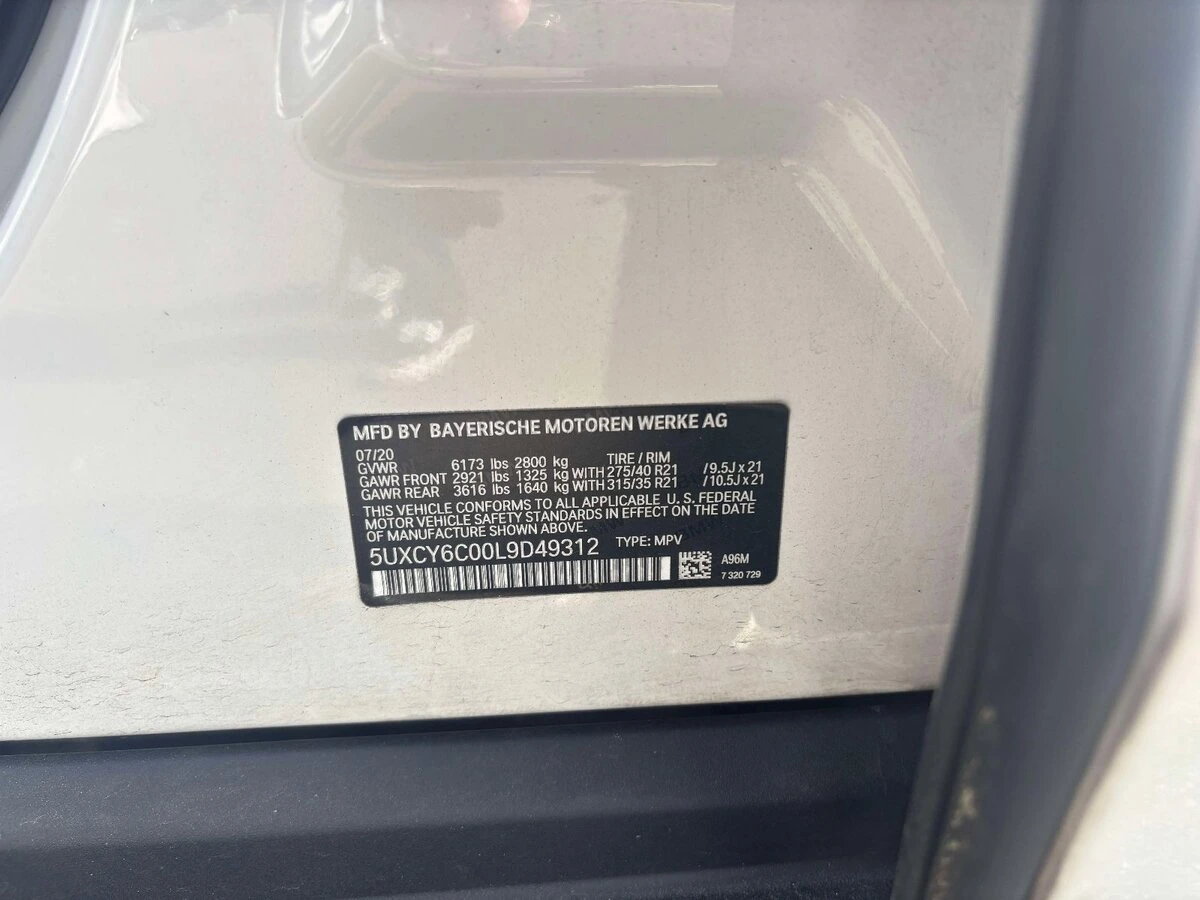 MFD BY BAYERISCHE MOTOREN WERKE AG
07/20
GVWR 6173 lbs 2800 kg TIRE / RIM
GAWR FRONT 2921 lbs 1325 kg WITH 275/40 R21 /9.5J x 21
GAWR REAR 3616 lbs 1640 kg WITH 315/35 R21 /10.5J x 21
THIS VEHICLE CONFORMS TO ALL APPLICABLE U. S. FEDERAL
MOTOR VEHICLE SAFETY STANDARDS IN EFFECT ON THE DATE
OF MANUFACTURE SHOWN ABOVE.
5UXCY6C00L9D49312 TYPE: MPV
A96M
7 320 729